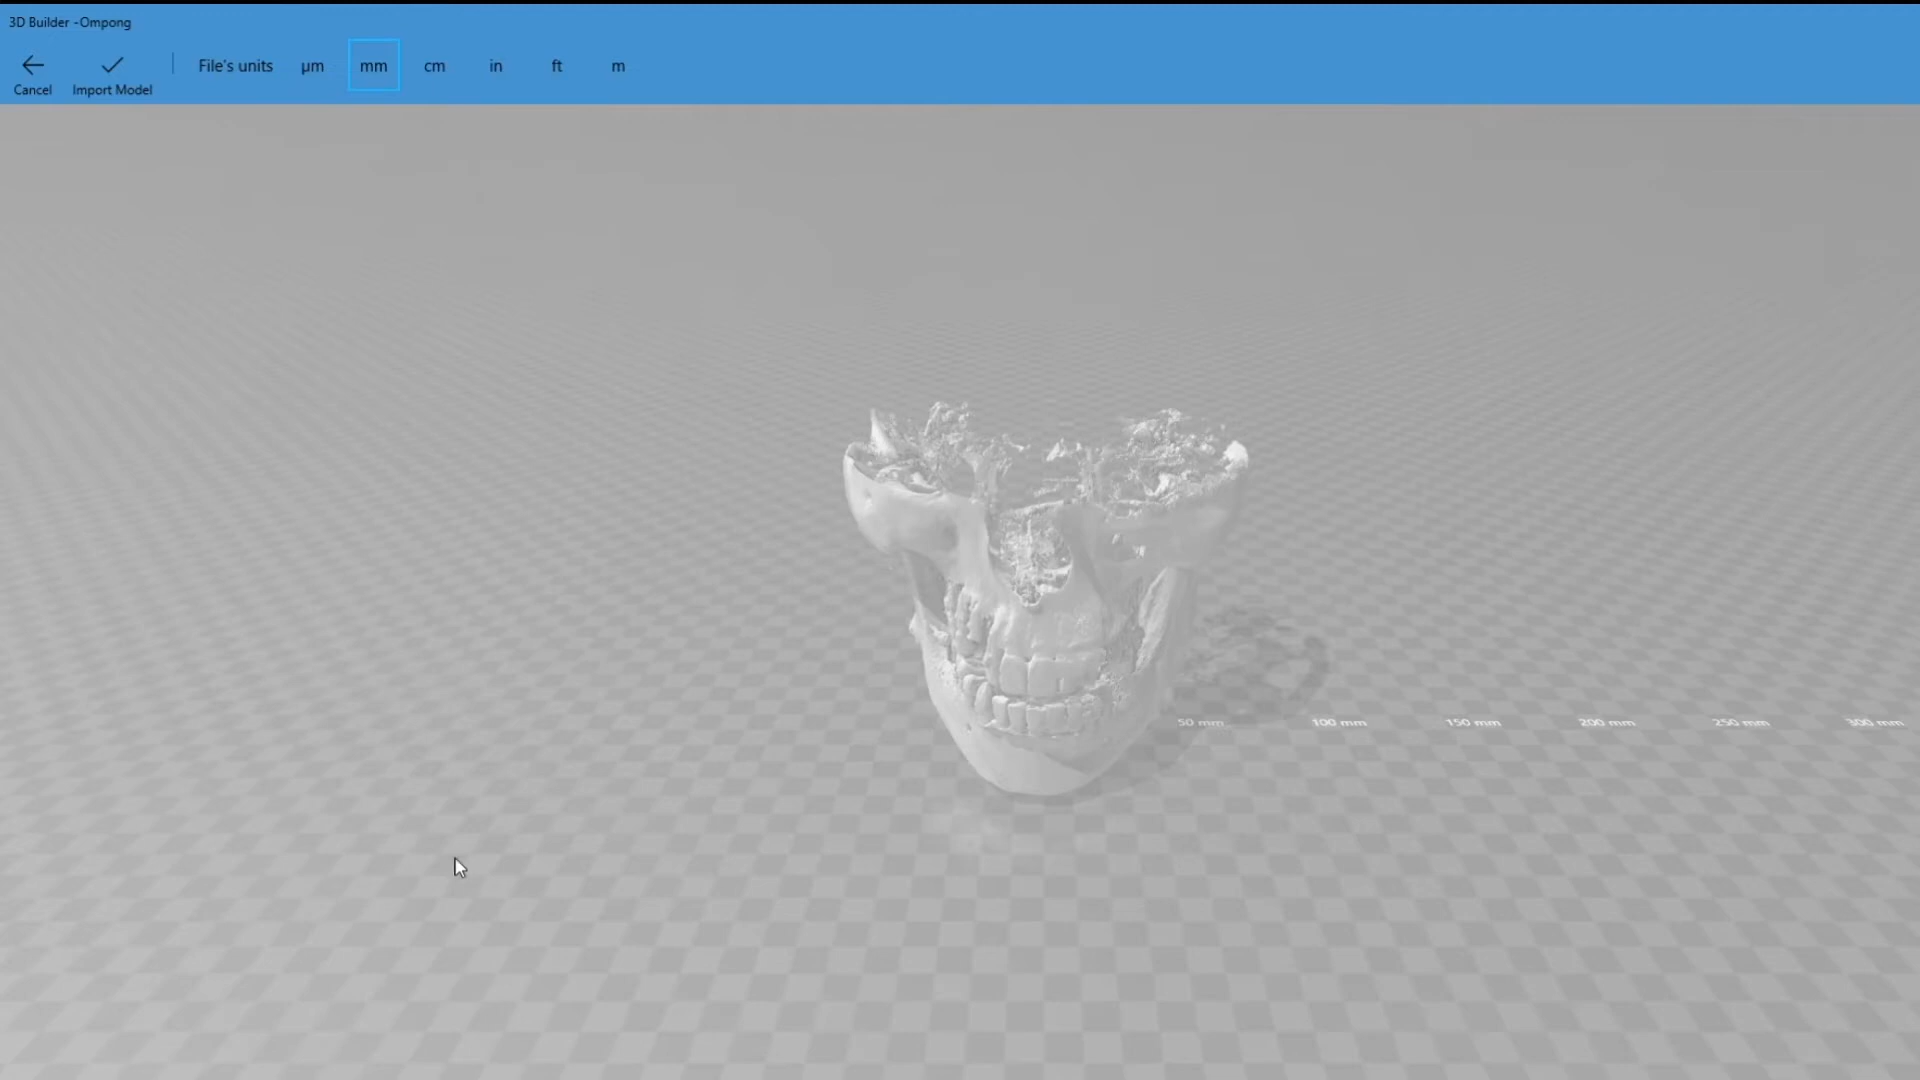 3D Builder -Ompong
File's units µm mm cm in ft m
Cancel Import Model
50 mm 100 mm 150 mm 200 mm 250 mm 300 mm